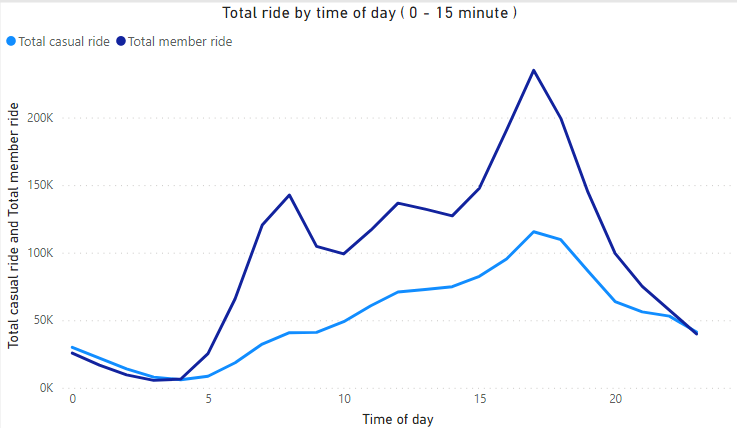 Total ride by time of day ( 0 - 15 minute )
Total casual ride Total member ride
Total casual ride and Total member ride
200K
150K
100K
50K
0K
0 5 10 15 20
Time of day